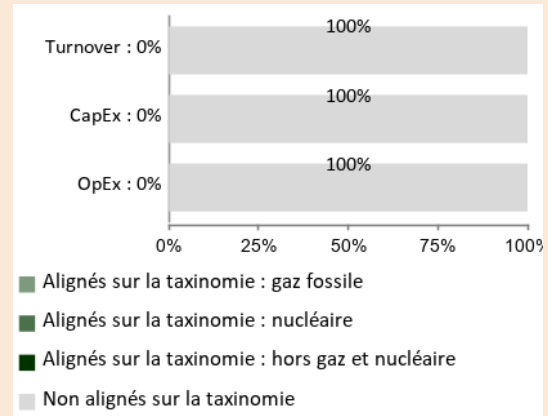 100%
Turnover : 0%
100%
CapEx : 0%
100%
OpEx : 0%
0% 25% 50% 75% 100%
Alignés sur la taxinomie : gaz fossile
Alignés sur la taxinomie : nucléaire
Alignés sur la taxinomie : hors gaz et nucléaire
Non alignés sur la taxinomie